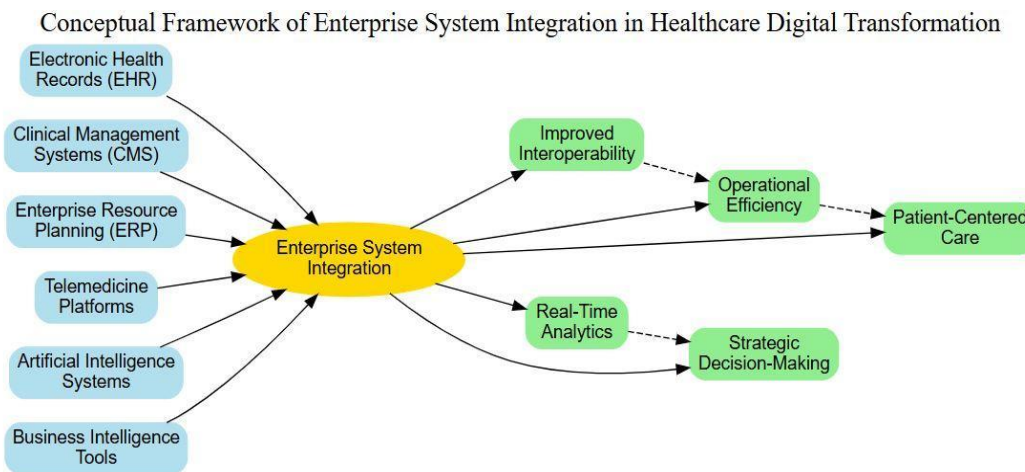 Conceptual Framework of Enterprise System Integration in Healthcare Digital Transformation
Electronic Health
Records (EHR)
Clinical Management
Systems (CMS)
Enterprise Resource
Planning (ERP)
Telemedicine
Platforms
Artificial Intelligence
Systems
Business Intelligence
Tools
Enterprise System
Integration
Improved
Interoperability
Operational
Efficiency
Patient-Centered
Care
Real-Time
Analytics
Strategic
Decision-Making